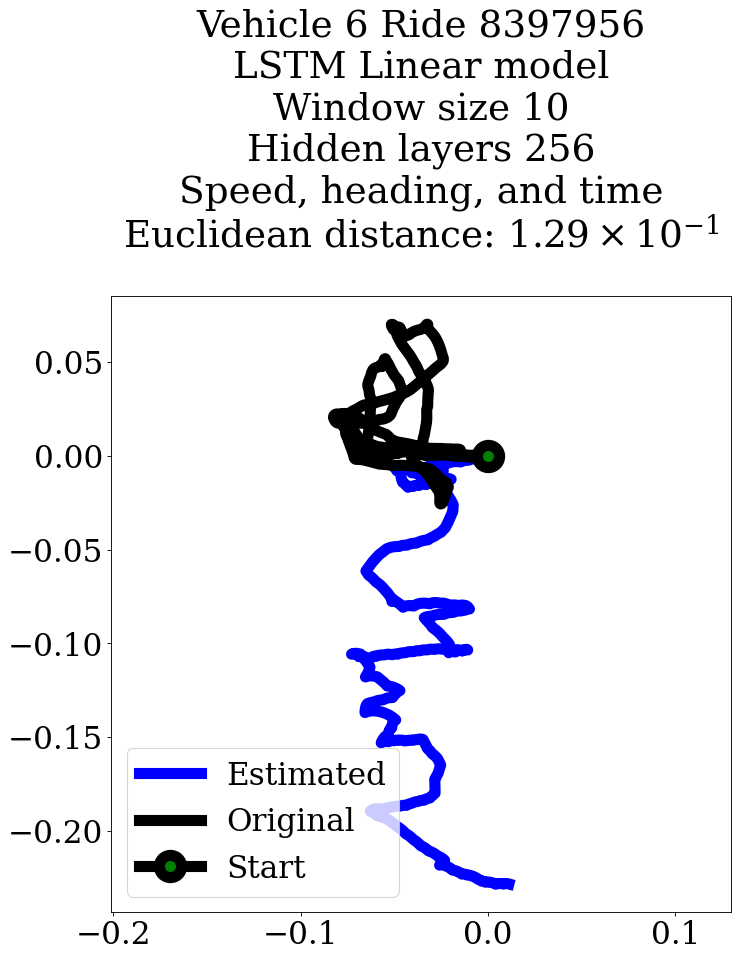 Vehicle 6 Ride 8397956
LSTM Linear model
Window size 10
Hidden layers 256
Speed, heading, and time
Euclidean distance: 1.29 × 10⁻¹
0.05
0.00
−0.05
−0.10
−0.15
−0.20
Estimated
Original
Start
−0.2 −0.1 0.0 0.1